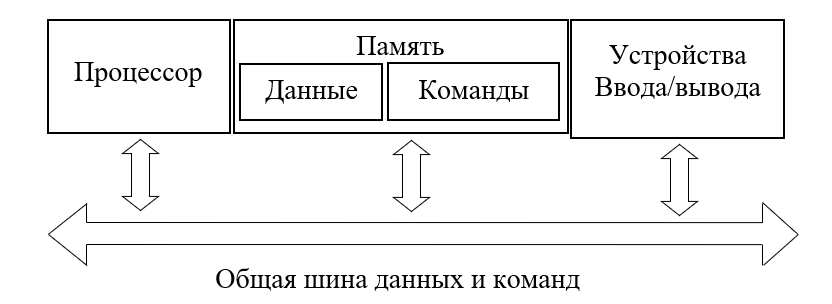 Процессор
Память
Данные
Команды
Устройства
Ввода/вывода
Общая шина данных и команд